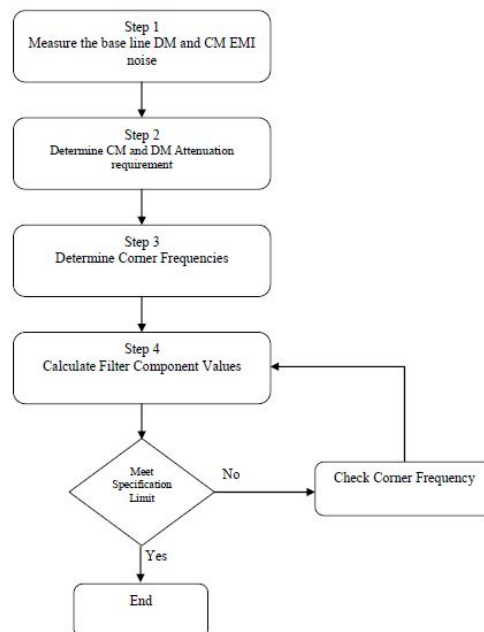 Step 1
Measure the base line DM and CM EMI
noise
Step 2
Determine CM and DM Attenuation
requirement
Step 3
Determine Corner Frequencies
Step 4
Calculate Filter Component Values
Meet
Specification
Limit
No
Check Corner Frequency
Yes
End